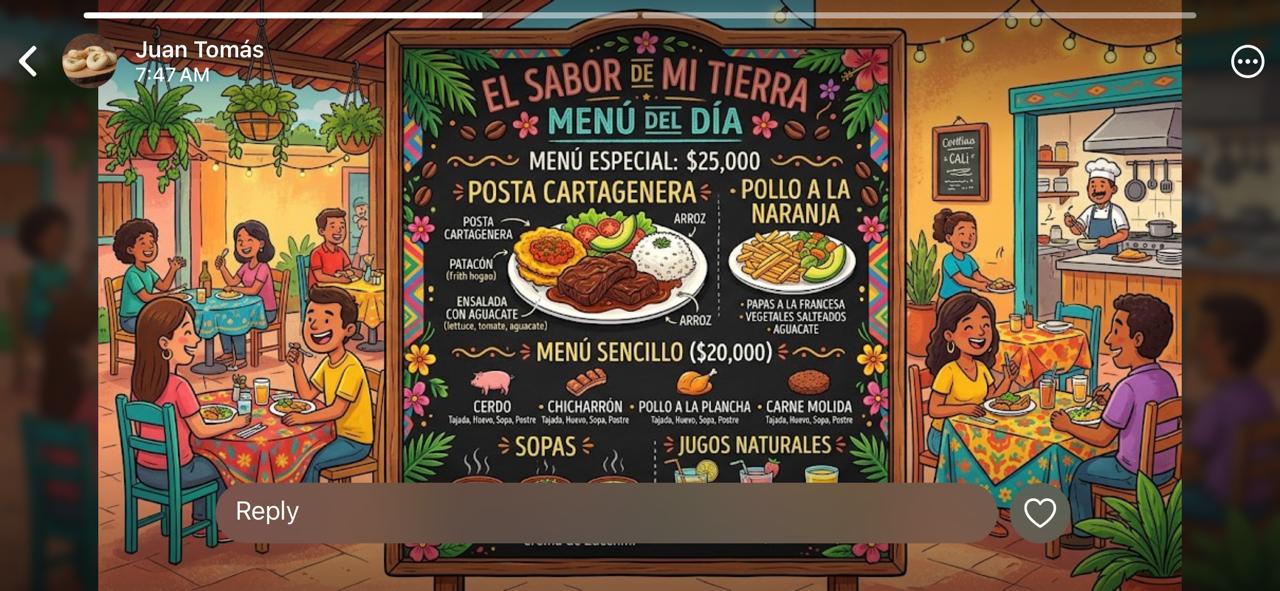 Juan Tomás
7:47 AM
EL SABOR DE MI TIERRA
MENÚ DEL DÍA
MENÚ ESPECIAL: $25,000
POSTA CARTAGENERA
POSTA
CARTAGENERA
ARROZ
PATACÓN
(frith hogao)
ENSALADA
CON AGUACATE
(lettuce, tomate, aguacate)
ARROZ
• POLLO A LA
NARANJA
• PAPAS A LA FRANCESA
• VEGETALES SALTEADOS
• AGUACATE
MENÚ SENCILLO ($20,000)
CERDO
Tajada, Huevo, Sopa, Postre
• CHICHARRÓN
Tajada, Huevo, Sopa, Postre
• POLLO A LA PLANCHA
Tajada, Huevo, Sopa, Postre
• CARNE MOLIDA
Tajada, Huevo, Sopa, Postre
SOPAS
JUGOS NATURALES
CALi
Reply